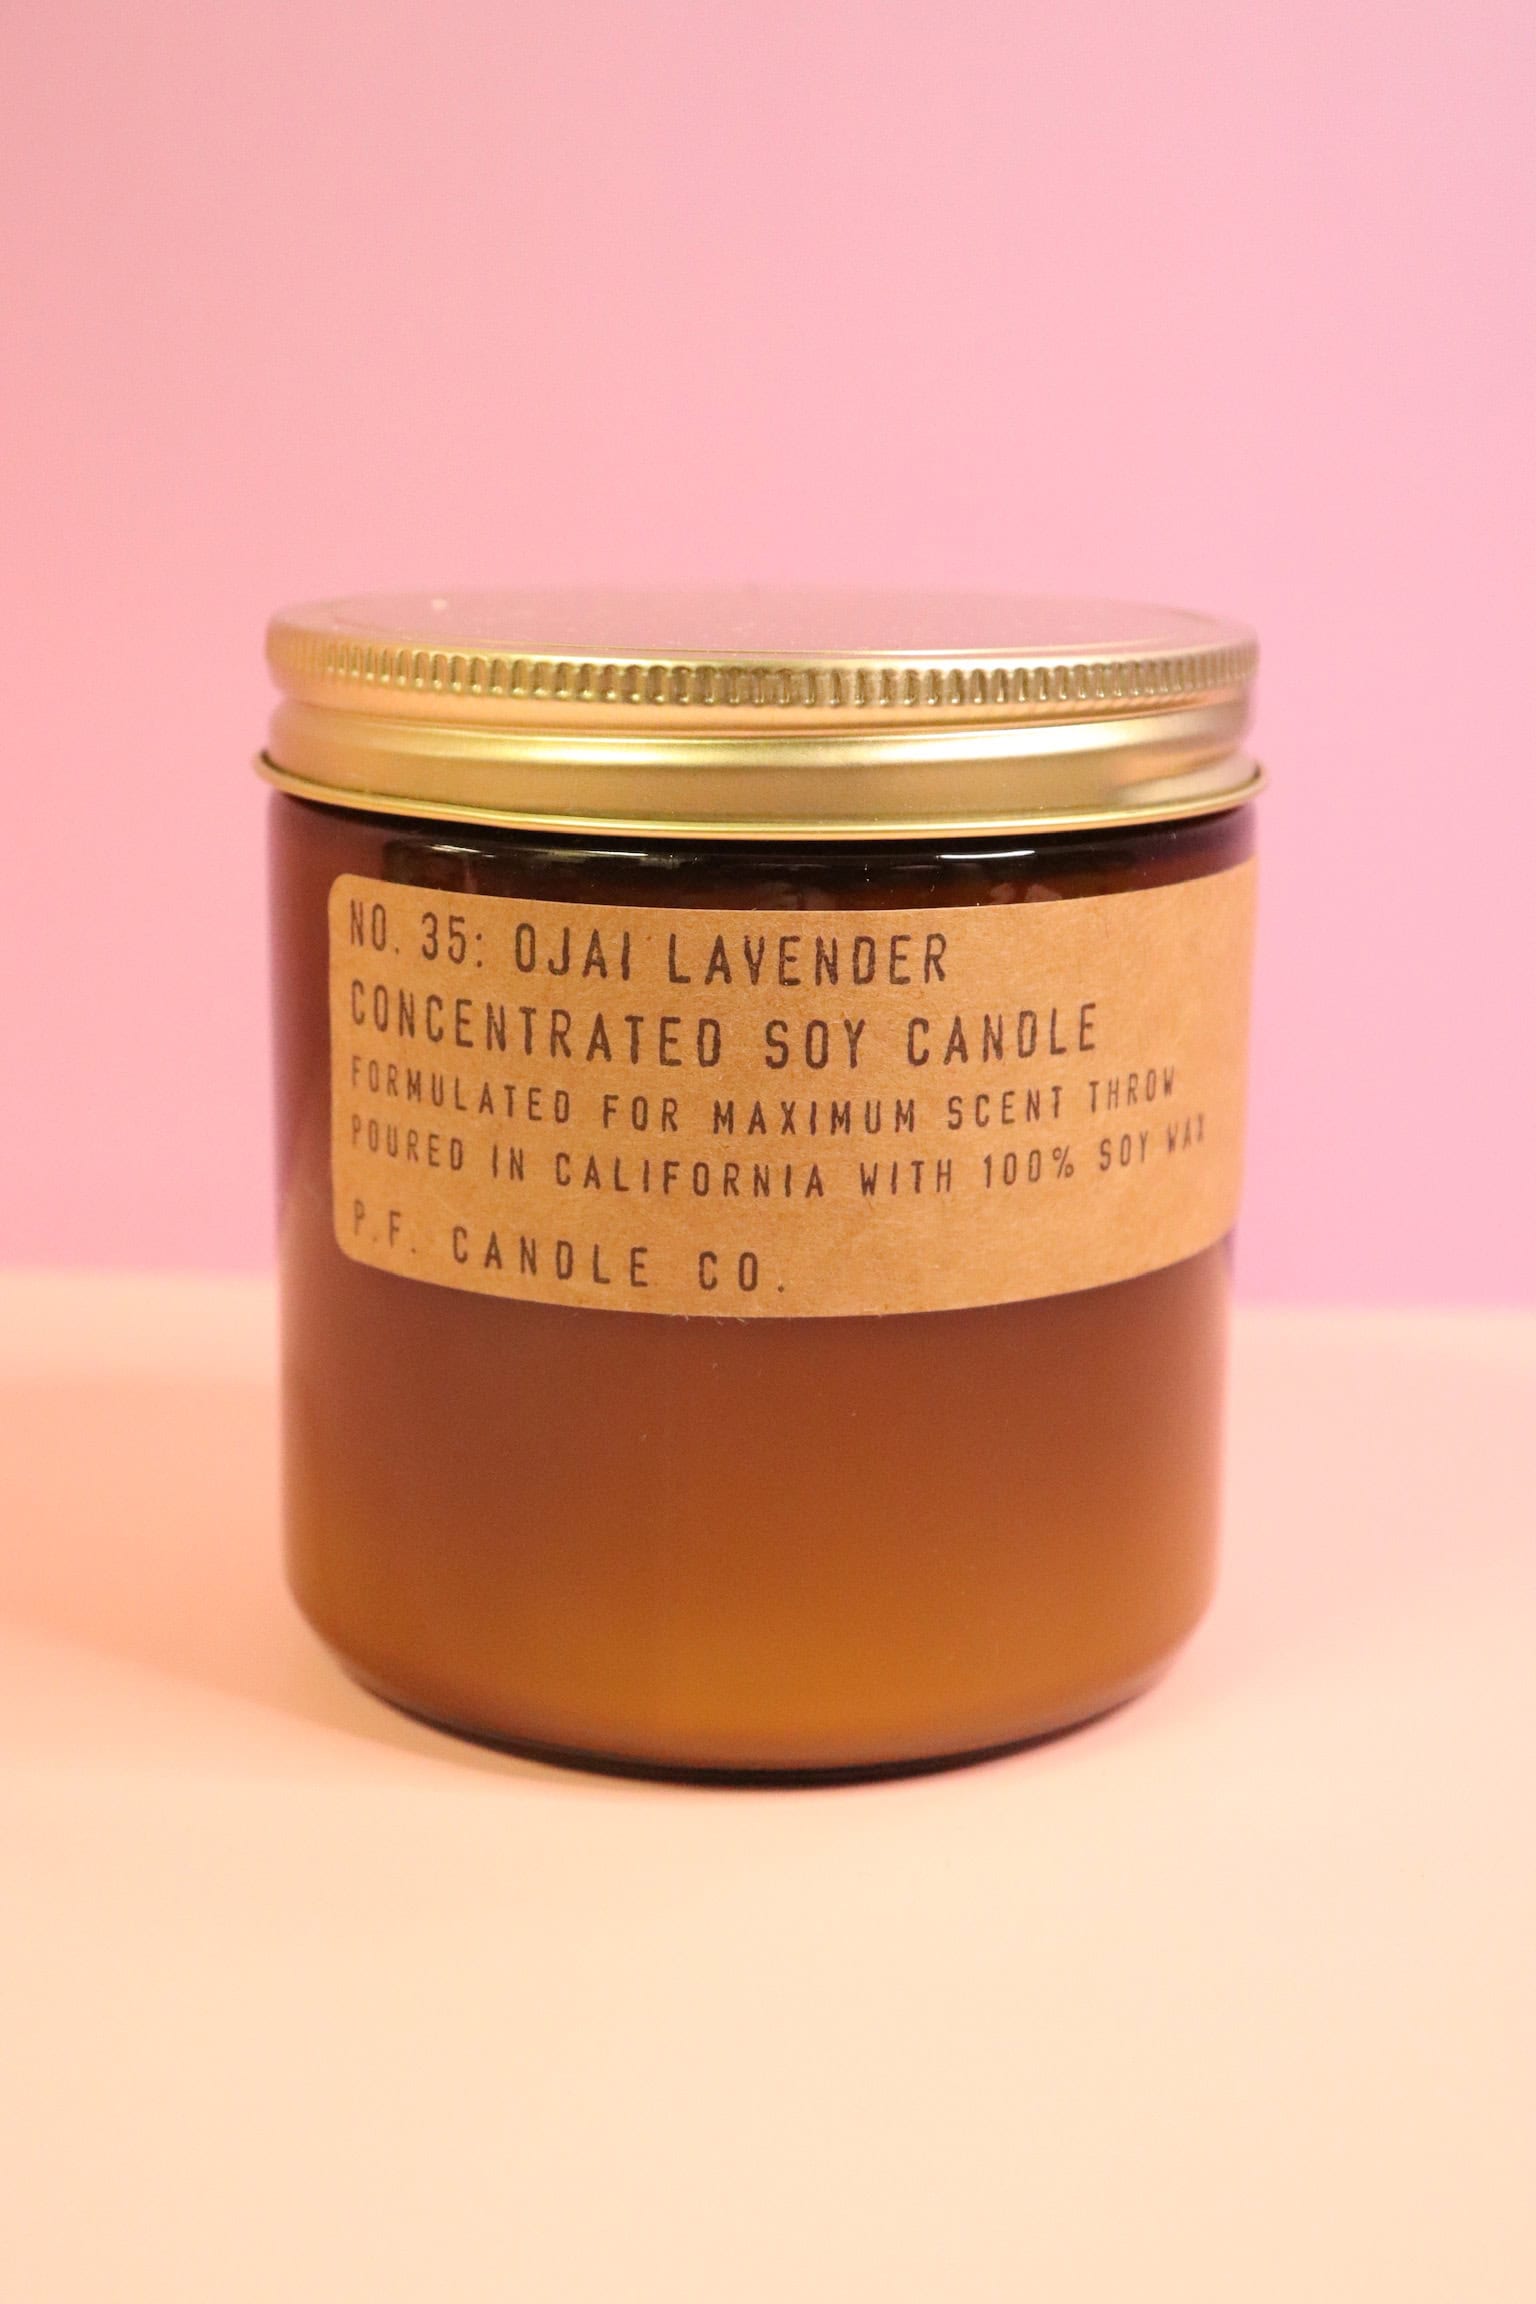 NO. 35: OJAI LAVENDER
CONCENTRATED SOY CANDLE
FORMULATED FOR MAXIMUM SCENT THROW
POURED IN CALIFORNIA WITH 100% SOY WAX
P.F. CANDLE CO.